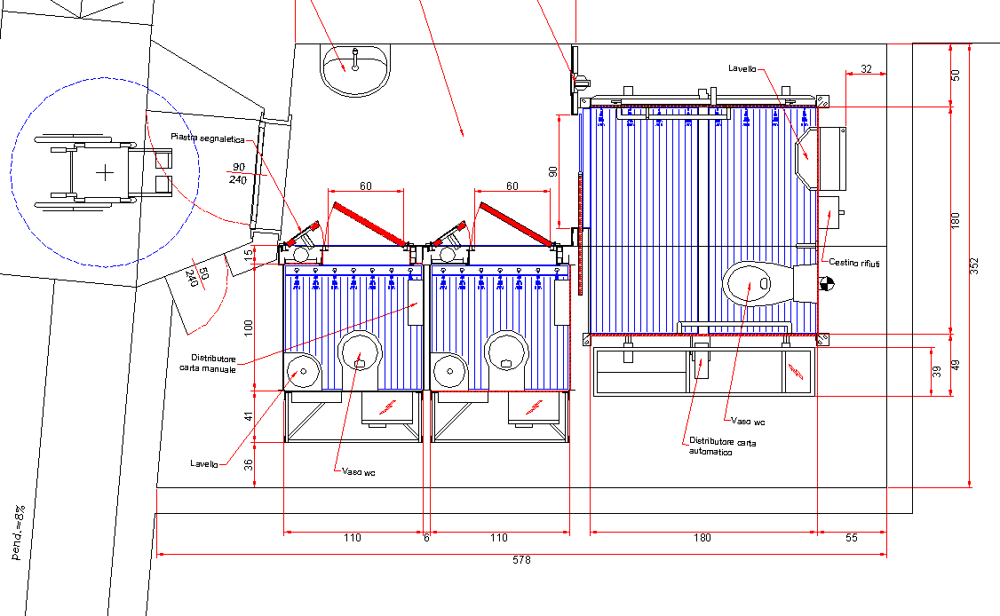 32
Lavello
50
Piastra segnaletica
90
240
60
60
90
180
15
352
Cestino rifiuti
50
240
100
Distributore
carta manuale
39
49
41
Vaso wc
Distributore carta
automatico
Lavello
Vaso wc
36
pend.=8%
110
6
110
180
55
578